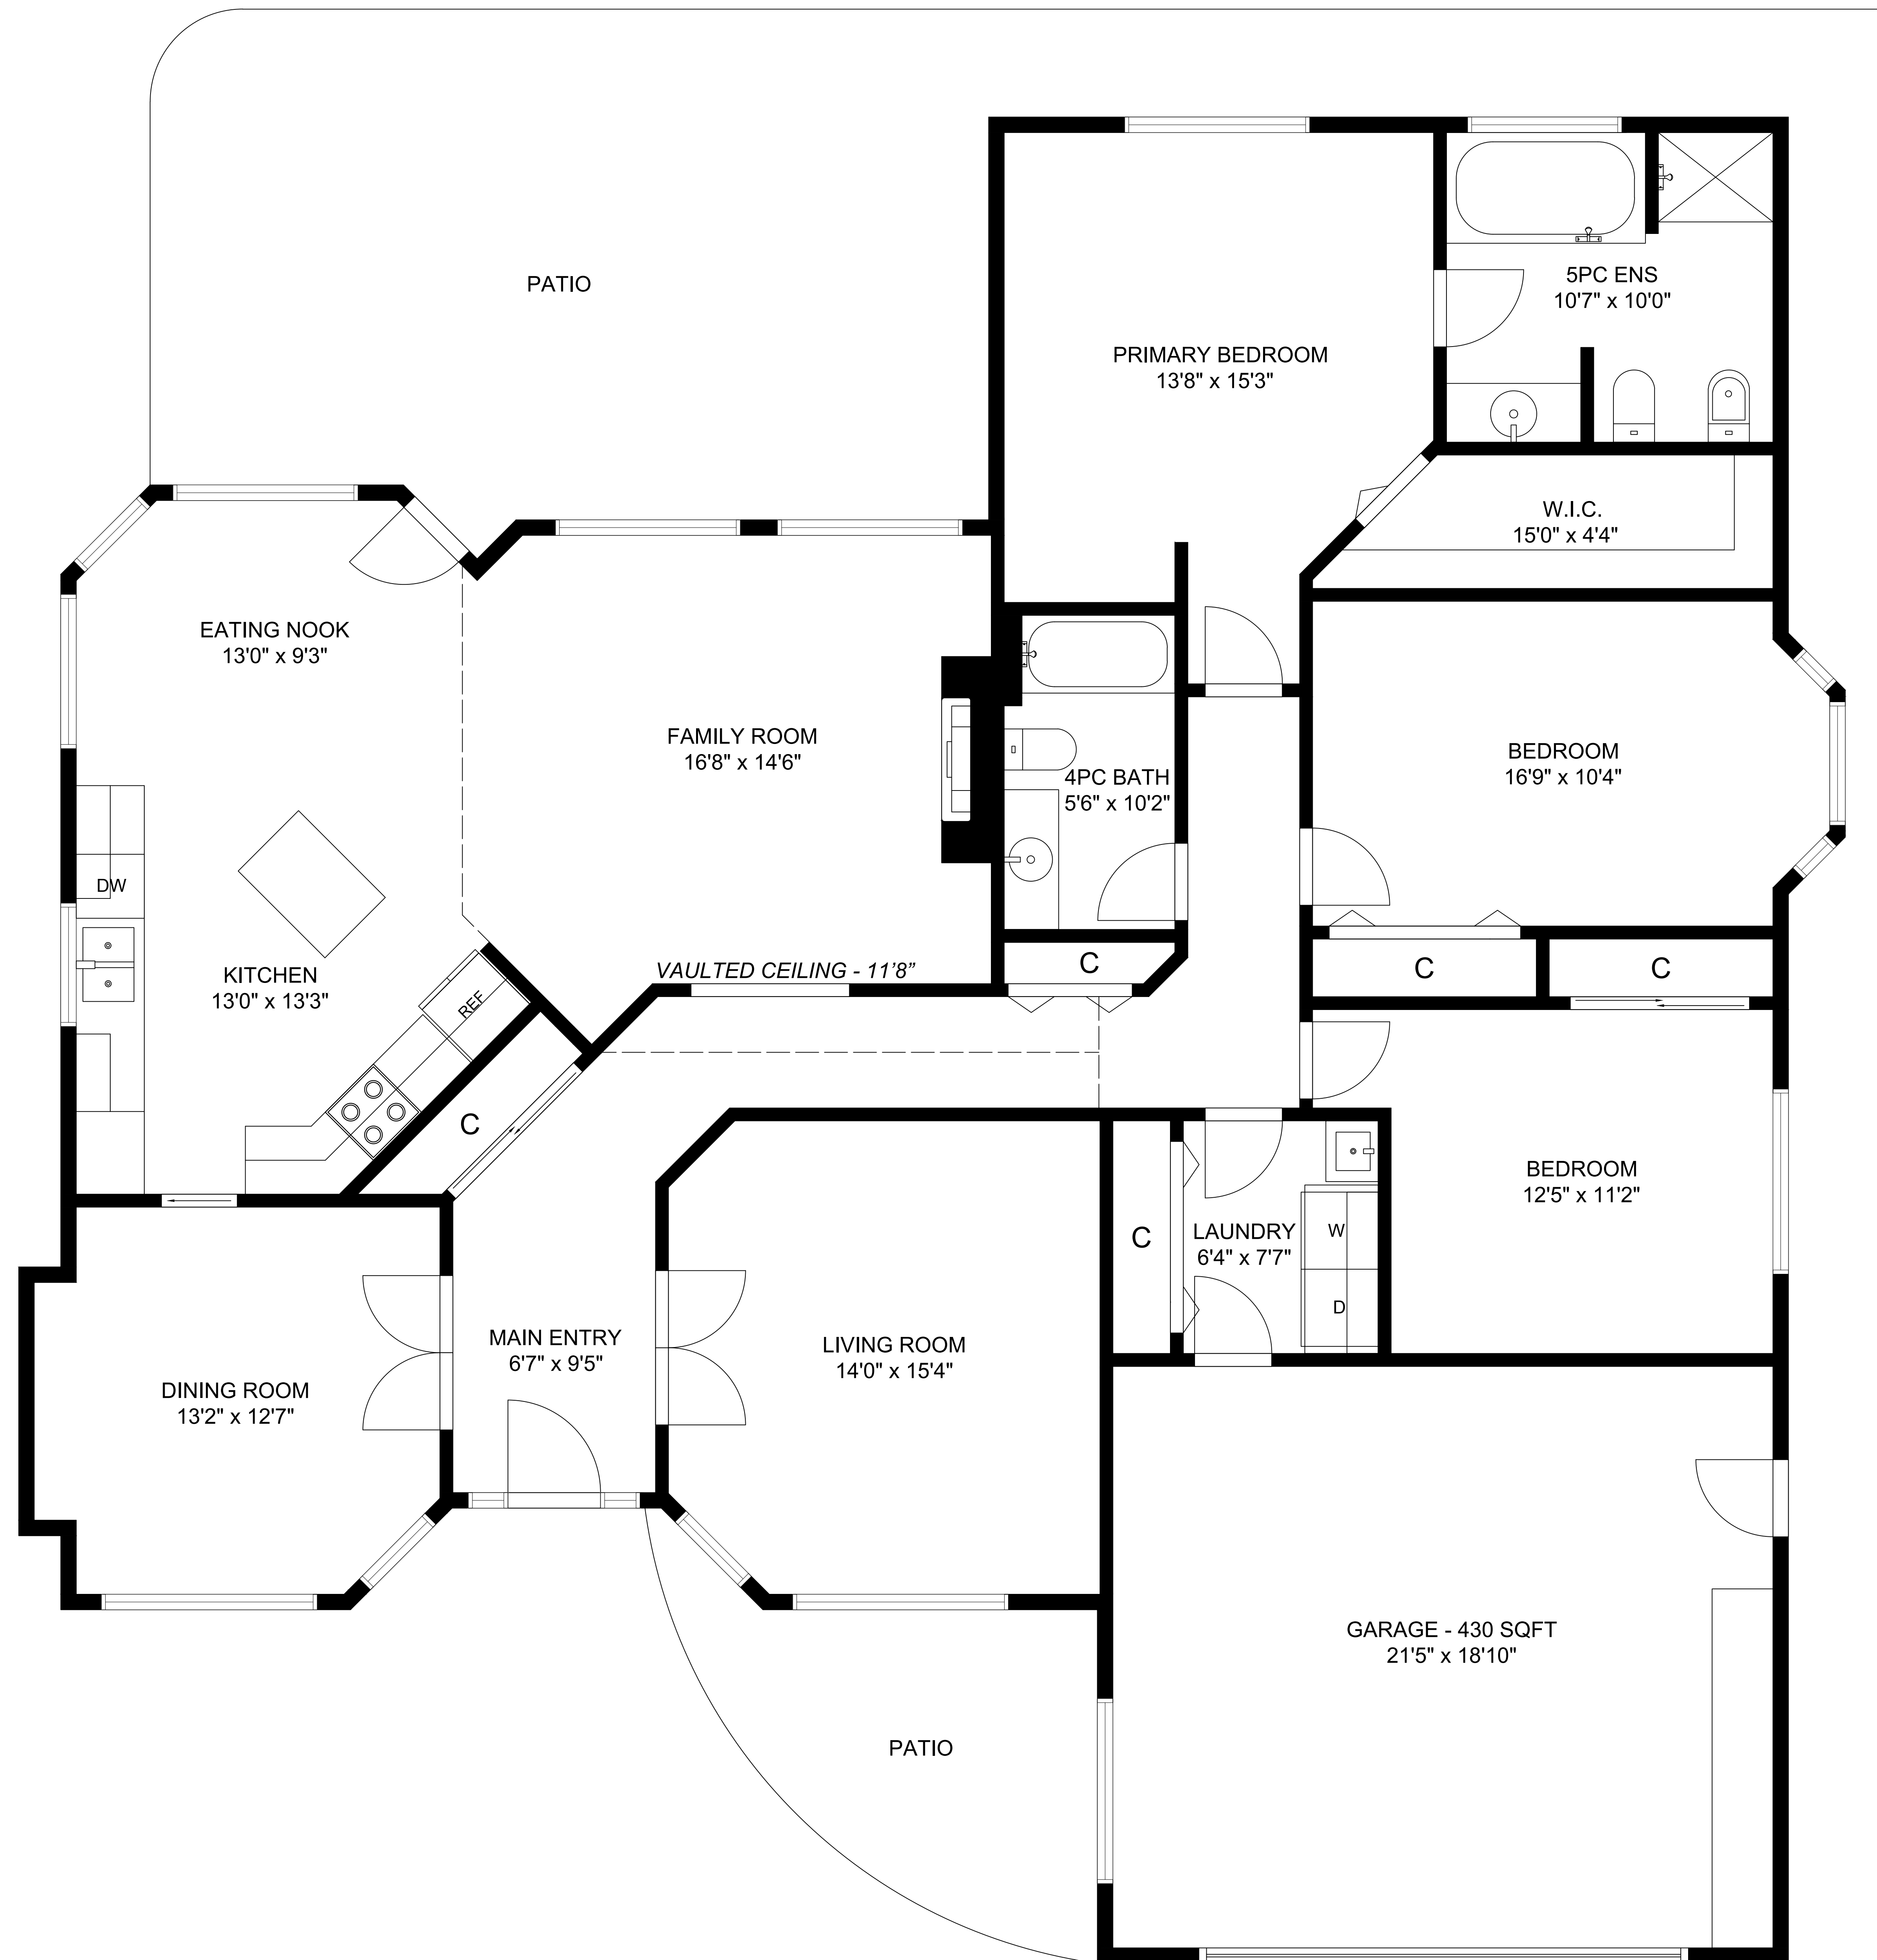 PATIO
5PC ENS
10'7" x 10'0"
PRIMARY BEDROOM
13'8" x 15'3"
W.I.C.
15'0" x 4'4"
EATING NOOK
13'0" x 9'3"
FAMILY ROOM
16'8" x 14'6"
4PC BATH
5'6" x 10'2"
BEDROOM
16'9" x 10'4"
DW
KITCHEN
13'0" x 13'3"
REF
VAULTED CEILING - 11'8"
C
C
C
C
BEDROOM
12'5" x 11'2"
C
LAUNDRY
6'4" x 7'7"
W
D
MAIN ENTRY
6'7" x 9'5"
LIVING ROOM
14'0" x 15'4"
DINING ROOM
13'2" x 12'7"
GARAGE - 430 SQFT
21'5" x 18'10"
PATIO